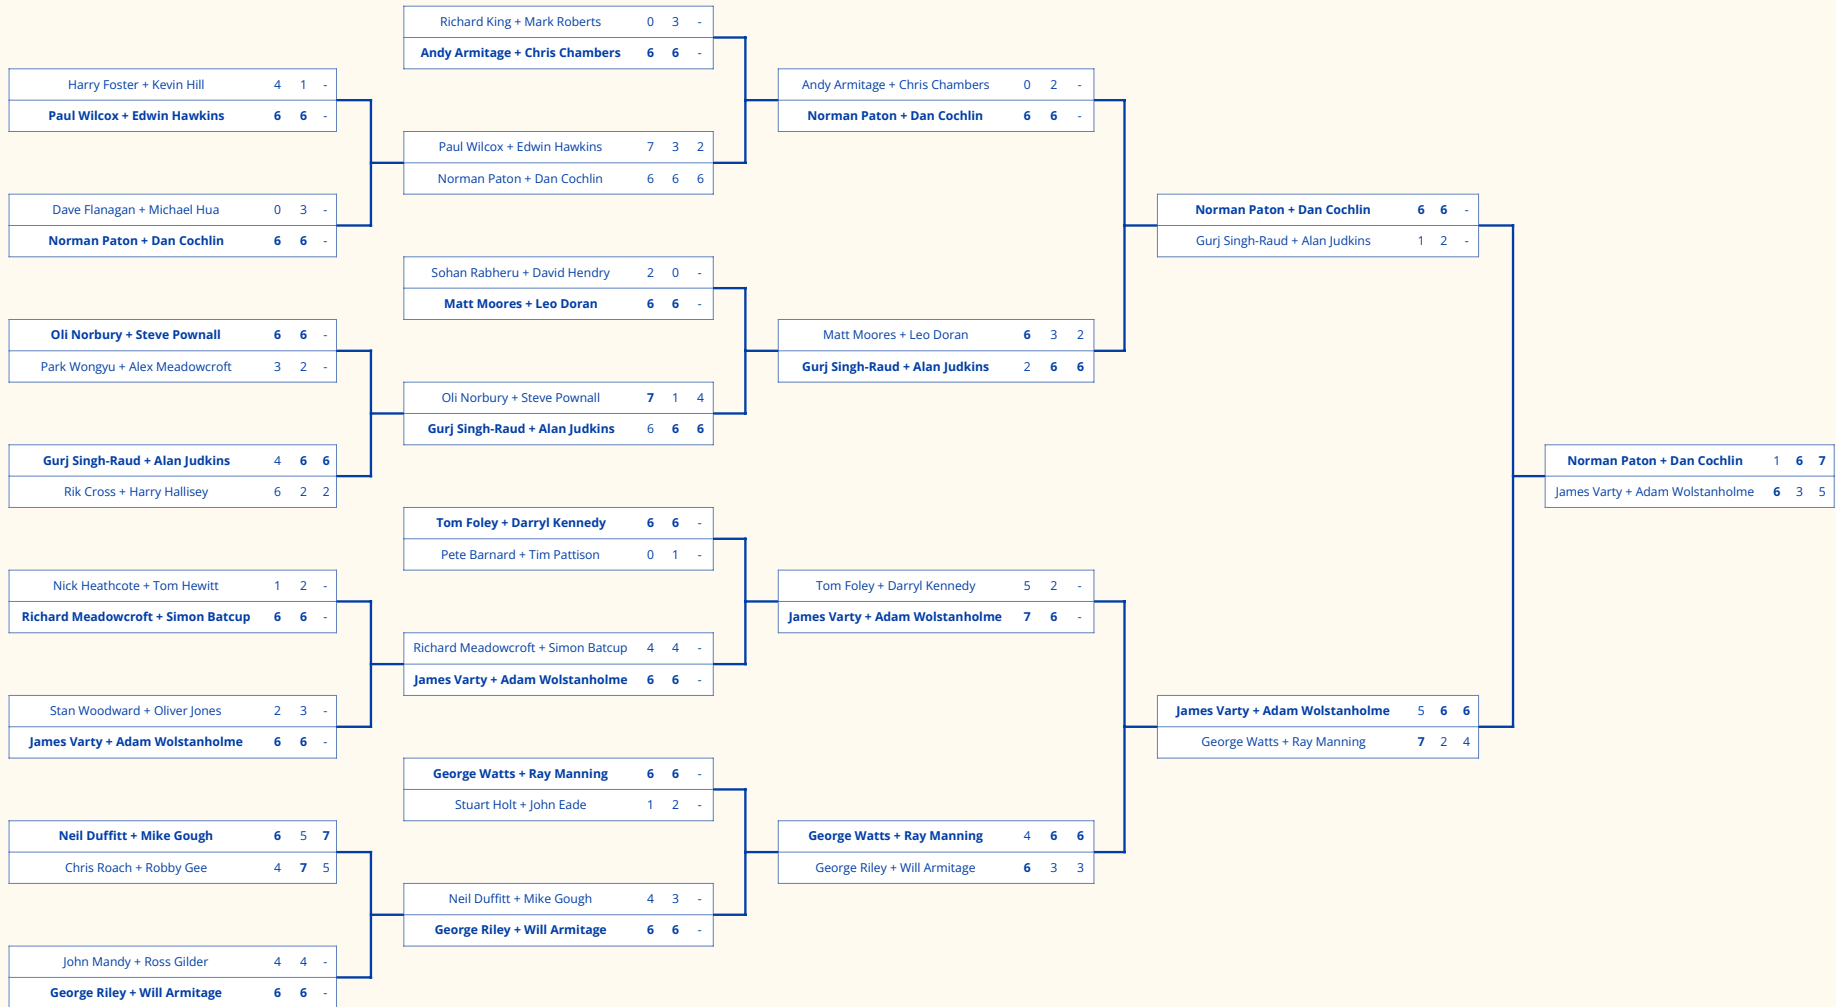 Richard King + Mark Roberts 0 3 -
Andy Armitage + Chris Chambers 6 6 -
Harry Foster + Kevin Hill 4 1 -
Paul Wilcox + Edwin Hawkins 6 6 -
Andy Armitage + Chris Chambers 0 2 -
Norman Paton + Dan Cochlin 6 6 -
Paul Wilcox + Edwin Hawkins 7 3 2
Norman Paton + Dan Cochlin 6 6 6
Dave Flanagan + Michael Hua 0 3 -
Norman Paton + Dan Cochlin 6 6 -
Norman Paton + Dan Cochlin 6 6 -
Gurj Singh-Raud + Alan Judkins 1 2 -
Sohan Rabheru + David Hendry 2 0 -
Matt Moores + Leo Doran 6 6 -
Oli Norbury + Steve Pownall 6 6 -
Park Wongyu + Alex Meadowcroft 3 2 -
Matt Moores + Leo Doran 6 3 2
Gurj Singh-Raud + Alan Judkins 2 6 6
Oli Norbury + Steve Pownall 7 1 4
Gurj Singh-Raud + Alan Judkins 6 6 6
Gurj Singh-Raud + Alan Judkins 4 6 6
Rik Cross + Harry Hallisey 6 2 2
Norman Paton + Dan Cochlin 1 6 7
James Varty + Adam Wolstanholme 6 3 5
Tom Foley + Darryl Kennedy 6 6 -
Pete Barnard + Tim Pattison 0 1 -
Nick Heathcote + Tom Hewitt 1 2 -
Richard Meadowcroft + Simon Batcup 6 6 -
Tom Foley + Darryl Kennedy 5 2 -
James Varty + Adam Wolstanholme 7 6 -
Richard Meadowcroft + Simon Batcup 4 4 -
James Varty + Adam Wolstanholme 6 6 -
Stan Woodward + Oliver Jones 2 3 -
James Varty + Adam Wolstanholme 6 6 -
James Varty + Adam Wolstanholme 5 6 6
George Watts + Ray Manning 7 2 4
George Watts + Ray Manning 6 6 -
Stuart Holt + John Eade 1 2 -
Neil Duffitt + Mike Gough 6 5 7
Chris Roach + Robby Gee 4 7 5
George Watts + Ray Manning 4 6 6
George Riley + Will Armitage 6 3 3
Neil Duffitt + Mike Gough 4 3 -
George Riley + Will Armitage 6 6 -
John Mandy + Ross Gilder 4 4 -
George Riley + Will Armitage 6 6 -